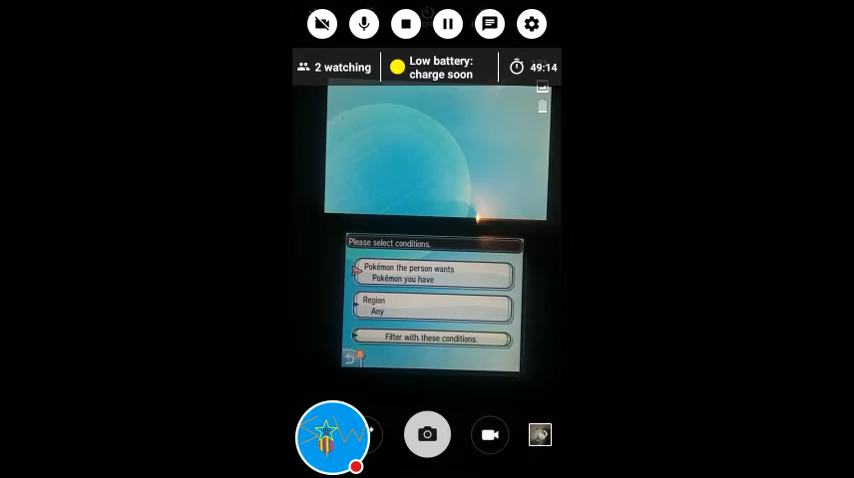 2 watching
Low battery:
charge soon
49:14
Please select conditions.
Pokémon the person wants
Pokémon you have
Region
Any
Filter with these conditions.